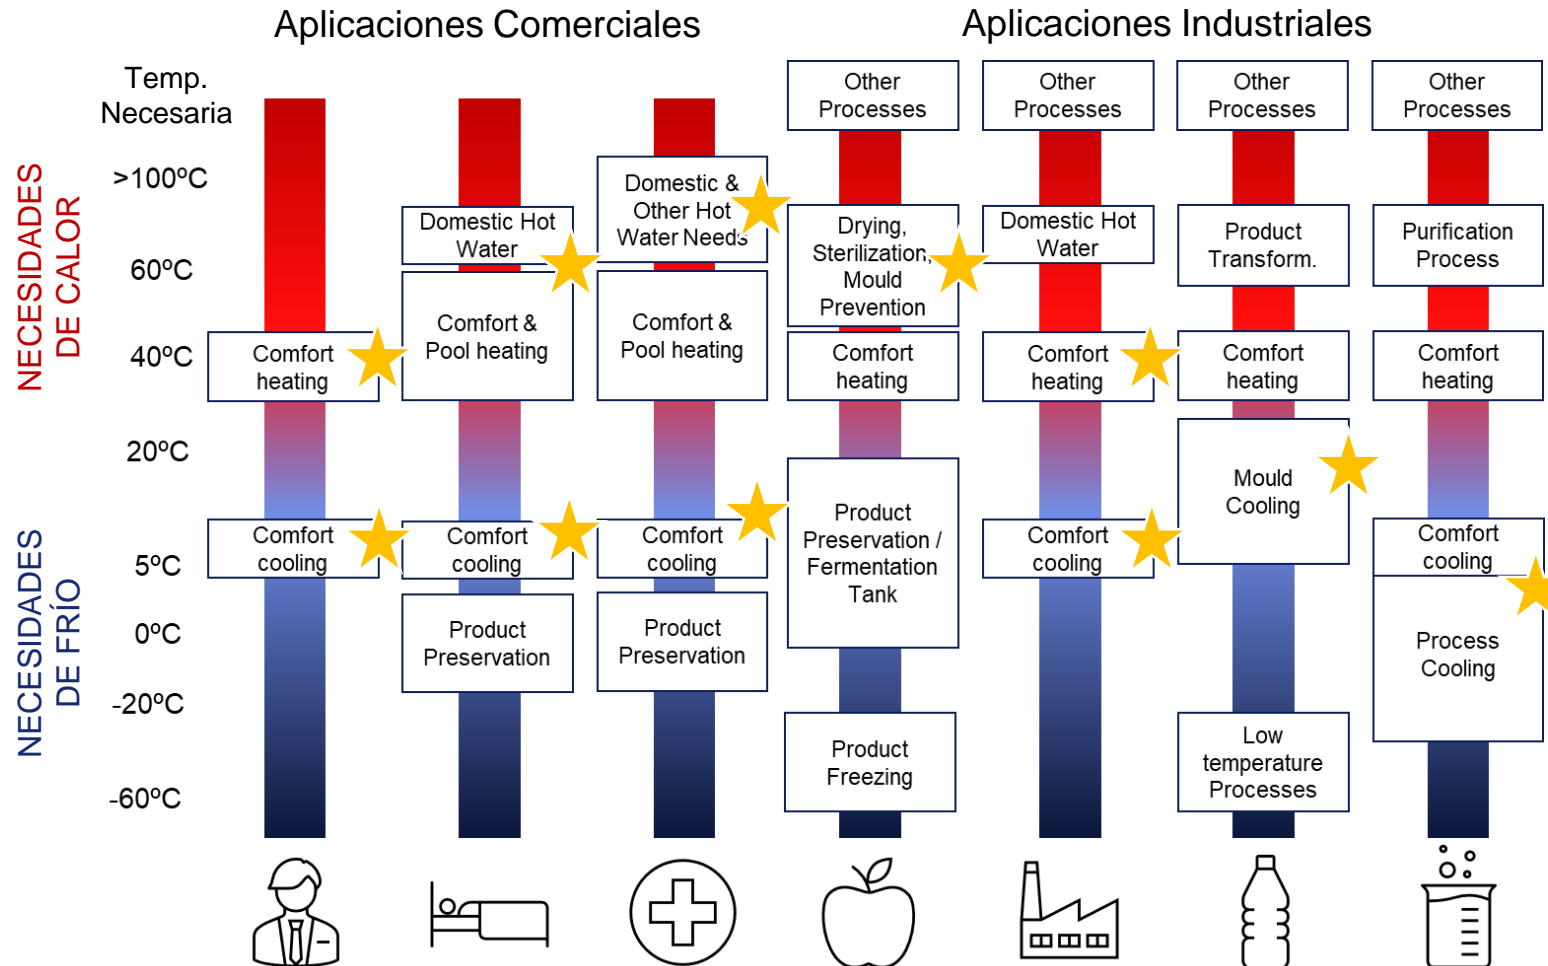 Aplicaciones Comerciales
Aplicaciones Industriales
Temp.
Necesaria
NECESIDADES
DE CALOR
>100ºC
60ºC
40ºC
20ºC
NECESIDADES
DE FRÍO
5ºC
0ºC
-20ºC
-60ºC
Comfort
heating
Comfort
cooling
Domestic Hot
Water
Comfort &
Pool heating
Comfort
cooling
Product
Preservation
Domestic &
Other Hot
Water Needs
Comfort &
Pool heating
Comfort
cooling
Product
Preservation
Other
Processes
Drying,
Sterilization,
Mould
Prevention
Comfort
heating
Product
Preservation /
Fermentation
Tank
Product
Freezing
Other
Processes
Domestic Hot
Water
Comfort
heating
Comfort
cooling
Other
Processes
Product
Transform.
Comfort
heating
Mould
Cooling
Low
temperature
Processes
Other
Processes
Purification
Process
Comfort
heating
Comfort
cooling
Process
Cooling